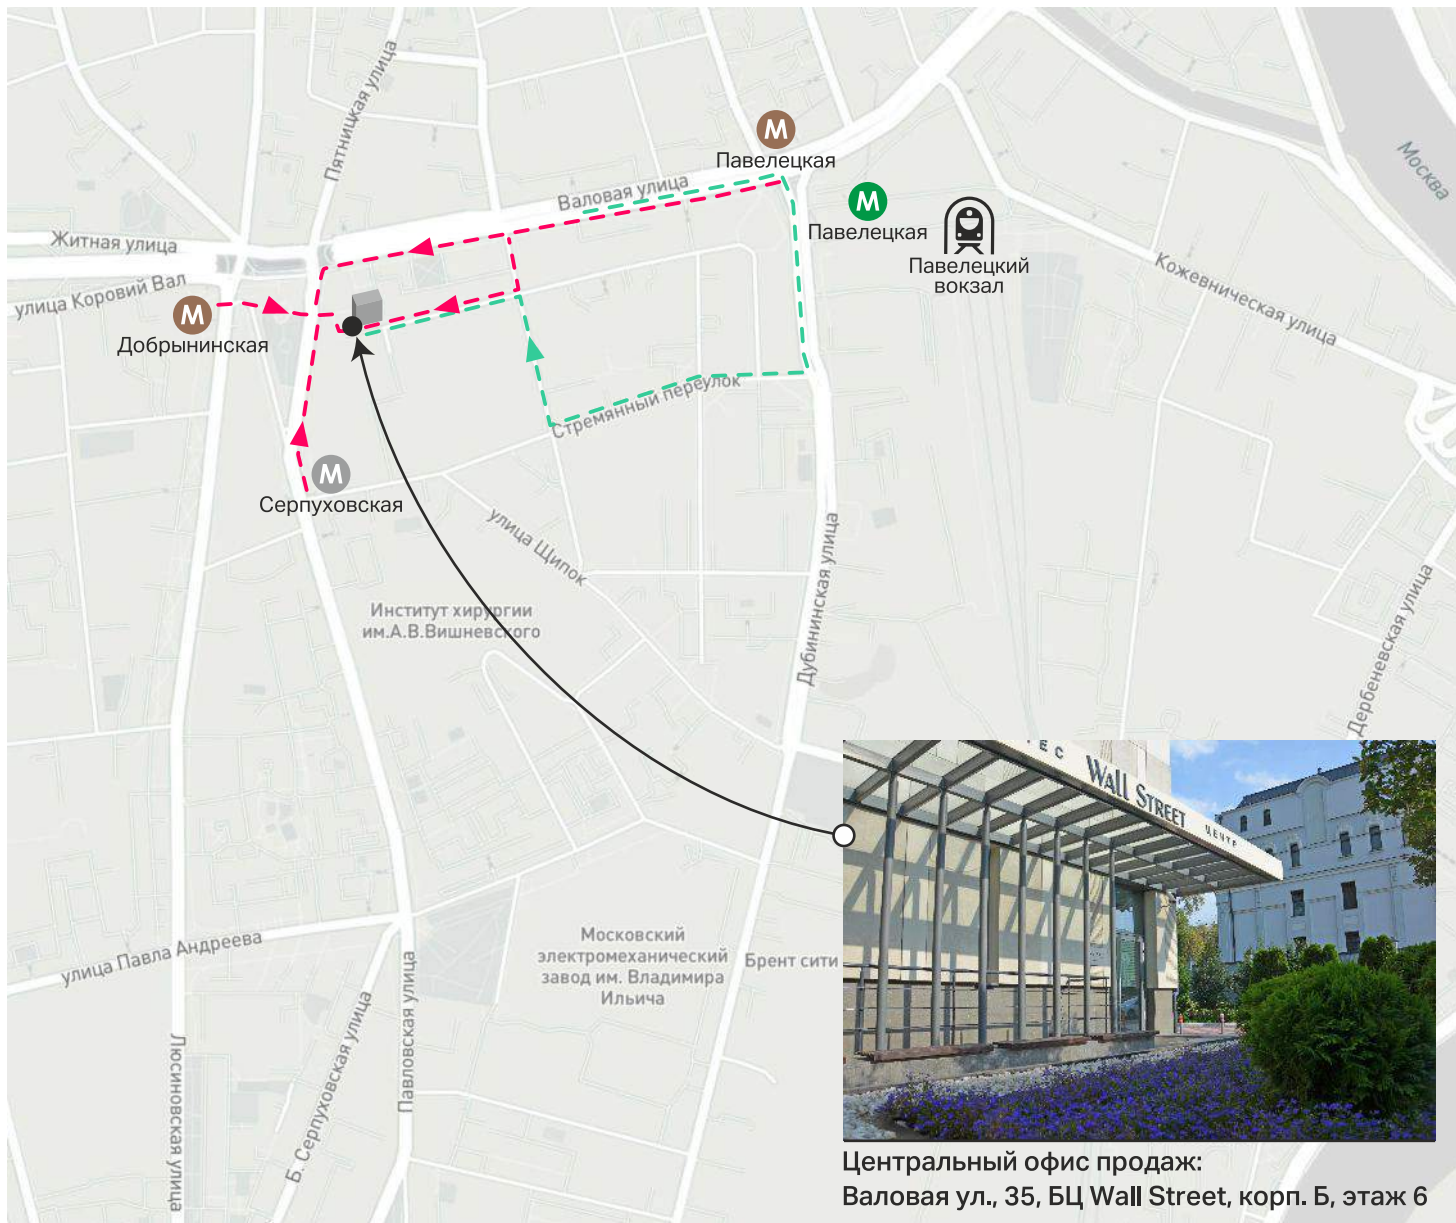 Пятницкая улица
М
Павелецкая
Москва
Валовая улица
М
Павелецкая
Павелецкий
вокзал
Житная улица
улица Коровий Вал
Кожевническая улица
М
Добрынинская
Стремянный переулок
М
Серпуховская
улица Щипок
Дубининская улица
Институт хирургии
им.А.В.Вишневского
Дербеневская улица
WALL STREET
ЦЕНТР
улица Павла Андреева
Московский
электромеханический
завод им. Владимира
Ильича
Брент сити
Люсиновская улица
Б. Серпуховская улица
Павловская улица
Центральный офис продаж:
Валовая ул., 35, БЦ Wall Street, корп. Б, этаж 6